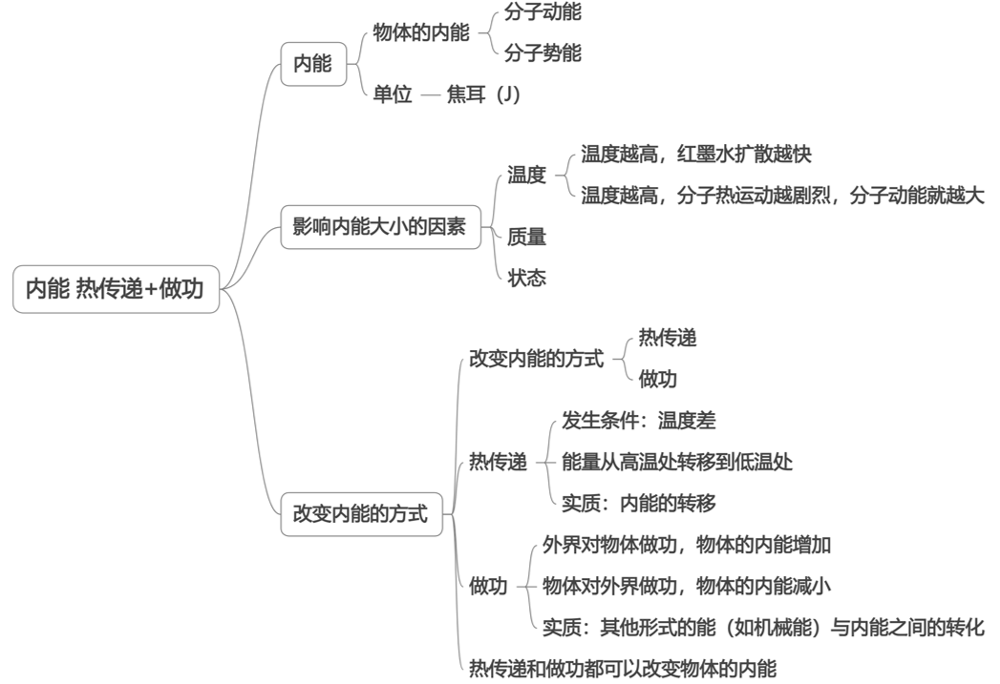 内能 热传递+做功
内能
物体的内能
分子动能
分子势能
单位
焦耳（J）
影响内能大小的因素
温度
温度越高，红墨水扩散越快
温度越高，分子热运动越剧烈，分子动能就越大
质量
状态
改变内能的方式
改变内能的方式
热传递
做功
热传递
发生条件：温度差
能量从高温处转移到低温处
实质：内能的转移
做功
外界对物体做功，物体的内能增加
物体对外界做功，物体的内能减小
实质：其他形式的能（如机械能）与内能之间的转化
热传递和做功都可以改变物体的内能